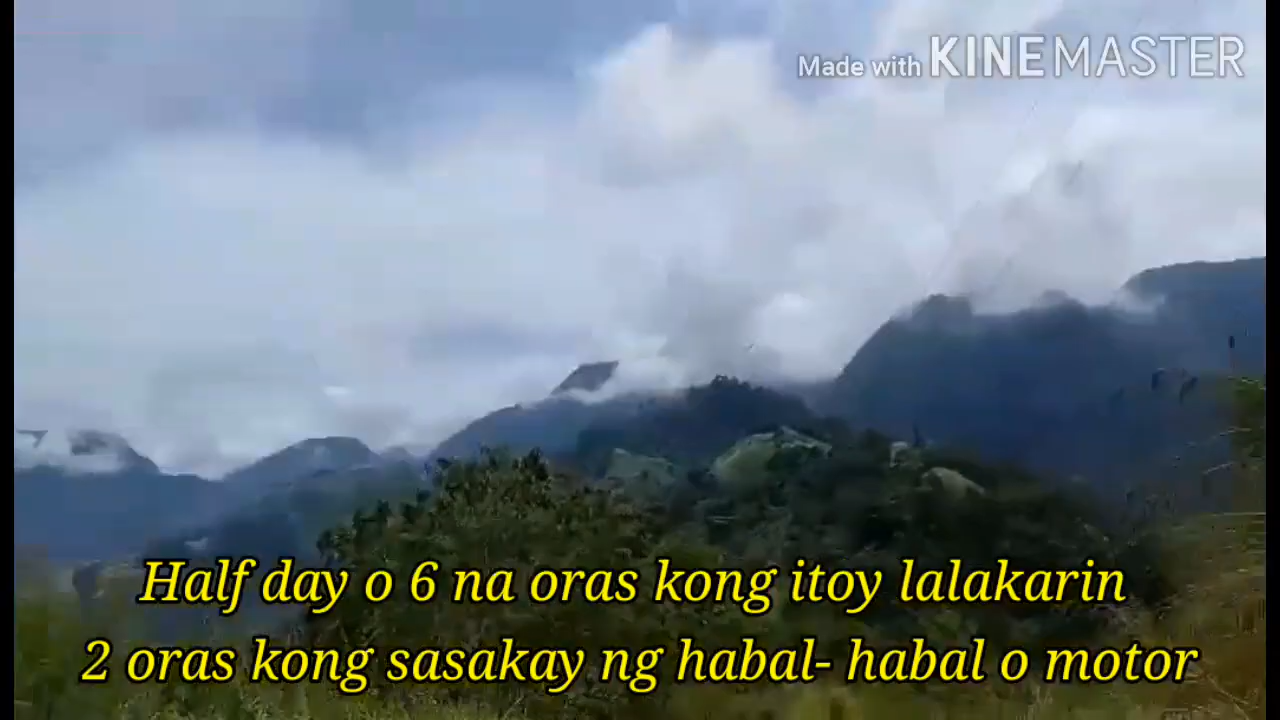 Made with KINEMASTER
Half day o 6 na oras kong itoy lalakarin
2 oras kong sasakay ng habal- habal o motor